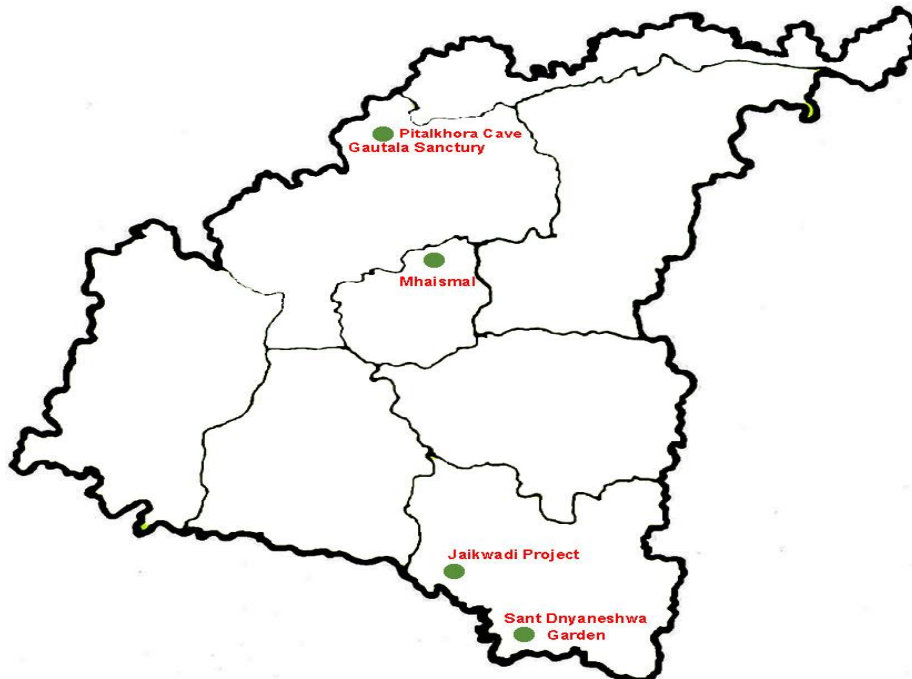 Pitalkhora Cave
Gautala Sanctury
Mhaismal
Jaikwadi Project
Sant Dnyaneshwa
Garden